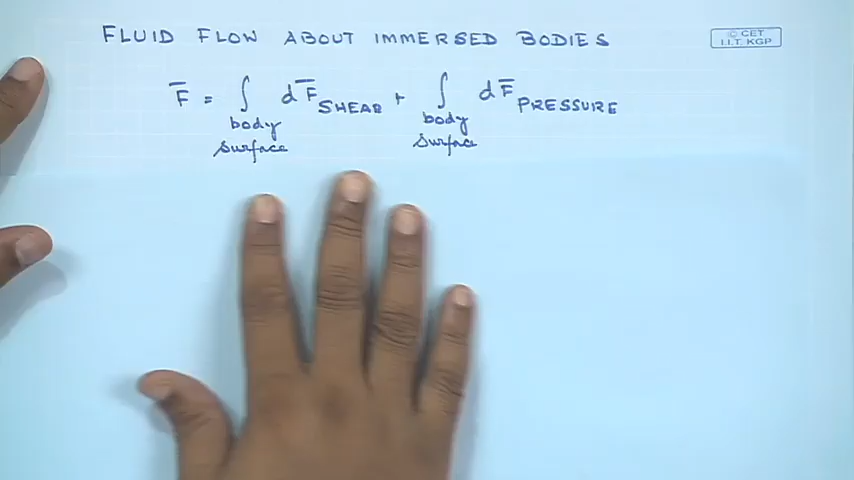 FLUID FLOW ABOUT IMMERSED BODIES
© CET
I.I.T. KGP
F̅ = ∫ dF̅ SHEAR + ∫ dF̅ PRESSURE
body surface body surface